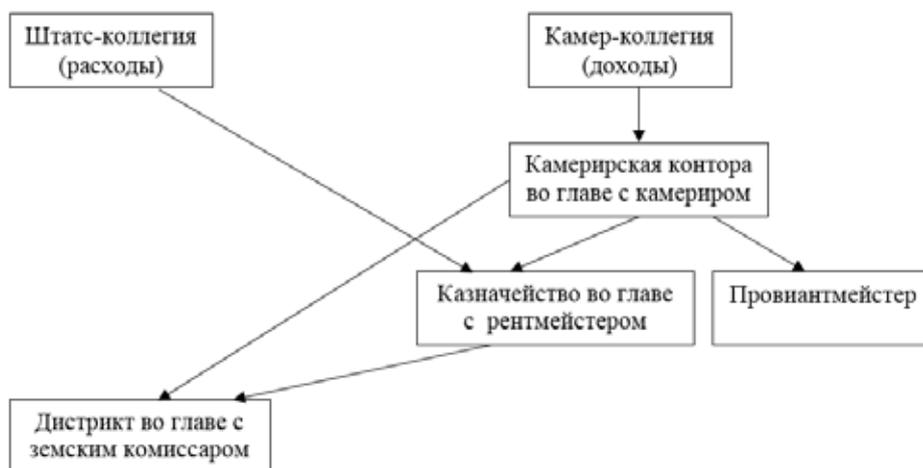 Штатс-коллегия
(расходы)
Камер-коллегия
(доходы)
Камерирская контора
во главе с камериром
Казначейство во главе
с рентмейстером
Провиантмейстер
Дистрикт во главе с
земским комиссаром